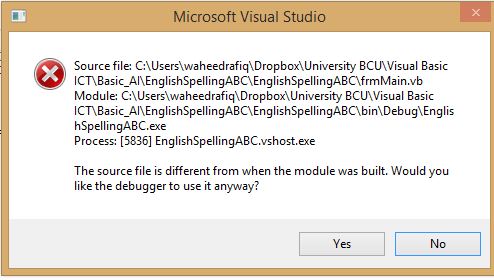 Microsoft Visual Studio
Source file: C:\Users\waheedrafiq\Dropbox\University BCU\Visual Basic
ICT\Basic_AI\EnglishSpellingABC\EnglishSpellingABC\frmMain.vb
Module: C:\Users\waheedrafiq\Dropbox\University BCU\Visual Basic
ICT\Basic_AI\EnglishSpellingABC\EnglishSpellingABC\bin\Debug\Englis
hSpellingABC.exe
Process: [5836] EnglishSpellingABC.vshost.exe
The source file is different from when the module was built. Would you
like the debugger to use it anyway?
Yes
No